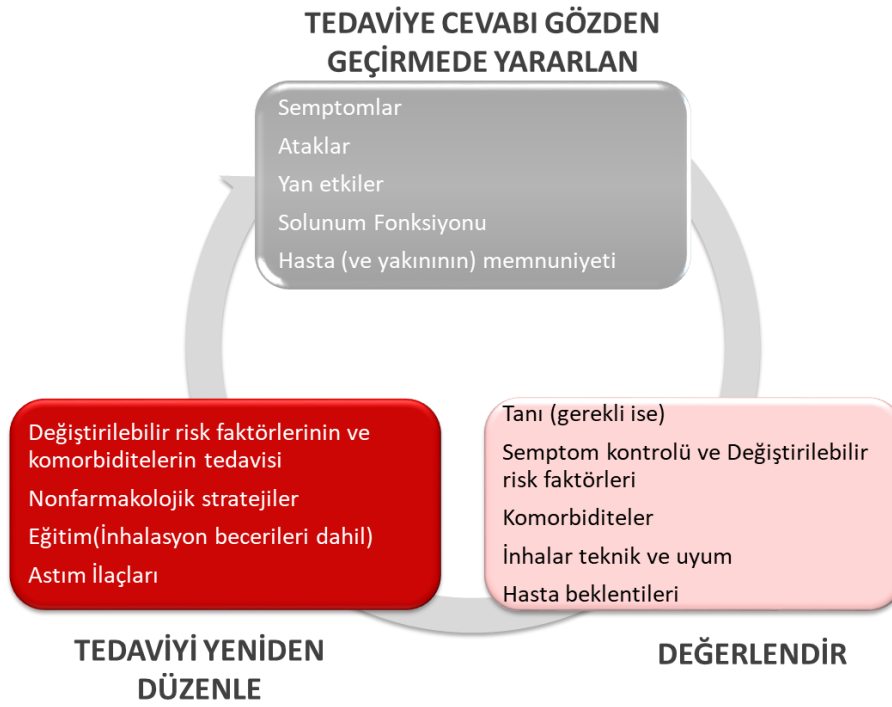 TEDAVİYE CEVABI GÖZDEN
GEÇİRMEDE YARARLAN
Semptomlar
Ataklar
Yan etkiler
Solunum Fonksiyonu
Hasta (ve yakınının) memnuniyeti
Tanı (gerekli ise)
Semptom kontrolü ve Değiştirilebilir
risk faktörleri
Komorbiditeler
İnhalar teknik ve uyum
Hasta beklentileri
DEĞERLENDİR
Değiştirilebilir risk faktörlerinin ve
komorbiditelerin tedavisi
Nonfarmakolojik stratejiler
Eğitim(İnhalasyon becerileri dahil)
Astım İlaçları
TEDAVİYİ YENİDEN
DÜZENLE